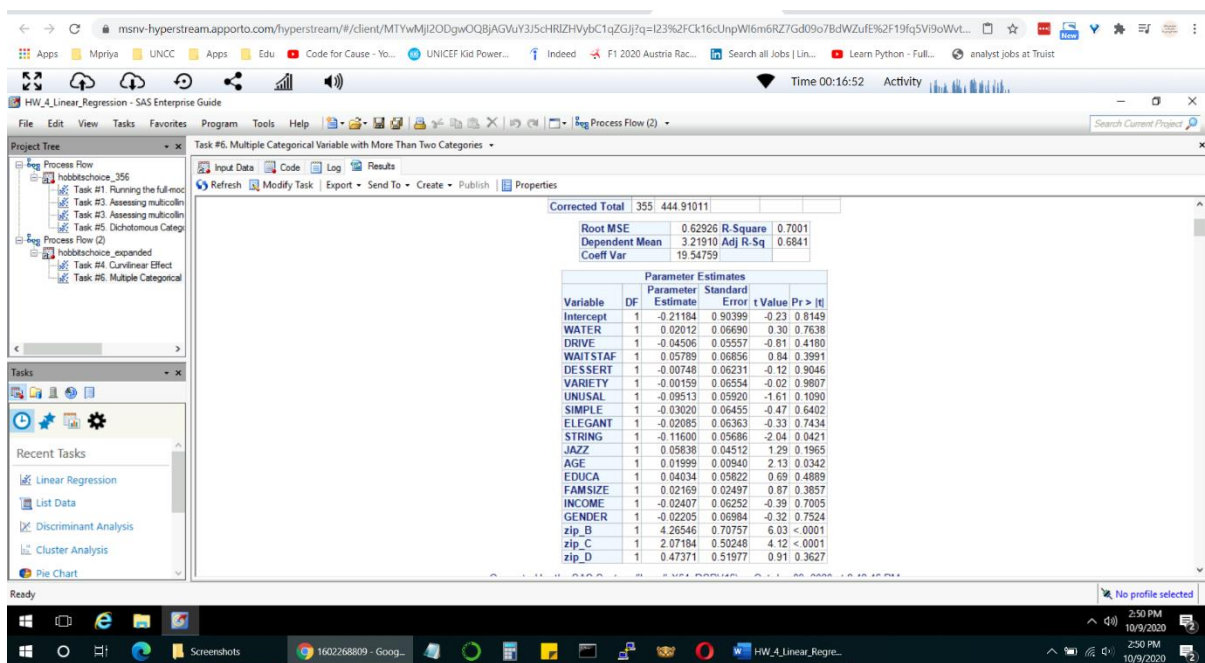 msnv-hyperstream.apporto.com/hyperstream/#/client/
Apps Mpriya UNCC Apps Edu Code for Cause - Yo... UNICEF Kid Power... Indeed F1 2020 Austria Rac... Search all Jobs | Lin... Learn Python - Full... analyst jobs at Truist
Time 00:16:52 Activity
HW_4_Linear_Regression - SAS Enterprise Guide
File Edit View Tasks Favorites Program Tools Help Process Flow (2) Search Current Project
Project Tree Task #6. Multiple Categorical Variable with More Than Two Categories
Process Flow
hobbitschoice_356
Task #1. Running the full-moc
Task #3. Assessing multicollin
Task #3. Assessing multicollin
Task #5. Dichotomous Catego
Process Flow (2)
hobbitschoice_expanded
Task #4. Curvilinear Effect
Task #6. Multiple Categorical
Input Data Code Log Results
Refresh Modify Task Export Send To Create Publish Properties
Corrected Total 355 444.91011
Root MSE 0.62926 R-Square 0.7001
Dependent Mean 3.21910 Adj R-Sq 0.6841
Coeff Var 19.54759
Parameter Estimates
Variable DF Parameter Estimate Standard Error t Value Pr > |t|
Intercept 1 -0.21184 0.90399 -0.23 0.8149
WATER 1 0.02012 0.06690 0.30 0.7638
DRIVE 1 -0.04506 0.05557 -0.81 0.4180
WAITSTAF 1 0.05789 0.06856 0.84 0.3991
DESSERT 1 -0.00748 0.06231 -0.12 0.9046
VARIETY 1 -0.00159 0.06554 -0.02 0.9807
UNUSAL 1 -0.09513 0.05920 -1.61 0.1090
SIMPLE 1 -0.03020 0.06455 -0.47 0.6402
ELEGANT 1 -0.02085 0.06363 -0.33 0.7434
STRING 1 -0.11600 0.05686 -2.04 0.0421
JAZZ 1 0.05838 0.04512 1.29 0.1965
AGE 1 0.01999 0.00940 2.13 0.0342
EDUCA 1 0.04034 0.05822 0.69 0.4889
FAMSIZE 1 0.02169 0.02497 0.87 0.3857
INCOME 1 -0.02407 0.06252 -0.39 0.7005
GENDER 1 -0.02205 0.06984 -0.32 0.7524
zip_B 1 4.26546 0.70757 6.03 <.0001
zip_C 1 2.07184 0.50248 4.12 <.0001
zip_D 1 0.47371 0.51977 0.91 0.3627
Tasks
Recent Tasks
Linear Regression
List Data
Discriminant Analysis
Cluster Analysis
Pie Chart
Ready No profile selected
2:50 PM
10/9/2020
Screenshots 1602268809 - Goog... HW_4_Linear_Regre... 2:50 PM
10/9/2020